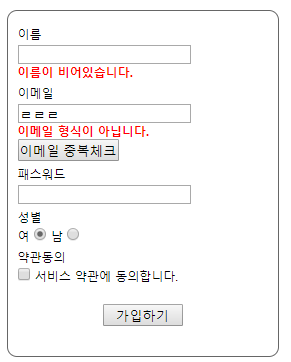 이름
이름이 비어있습니다.
이메일
ㄹㄹㄹ
이메일 형식이 아닙니다.
이메일 중복체크
패스워드
성별
여 남
약관동의
서비스 약관에 동의합니다.
가입하기